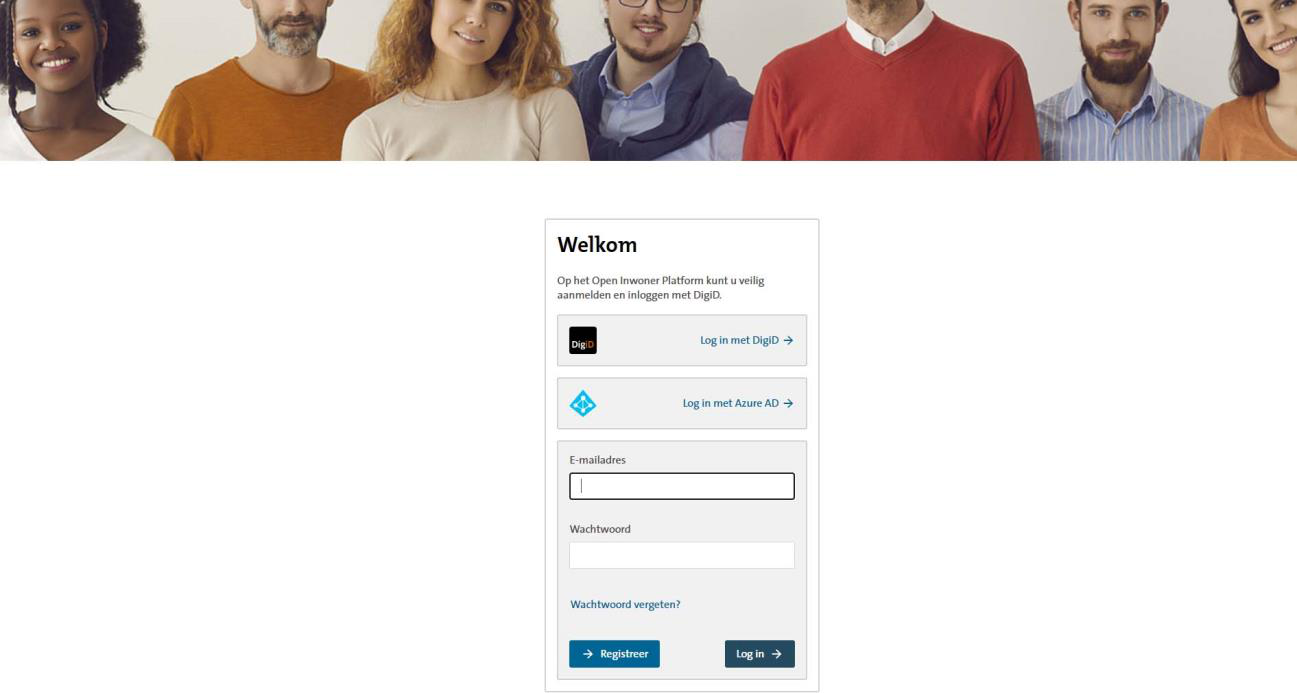 Welkom
Op het Open Inwoner Platform kunt u veilig
aanmelden en inloggen met DigiD.
DigiD
Log in met DigiD
Log in met Azure AD
E-mailadres
Wachtwoord
Wachtwoord vergeten?
Registreer
Log in